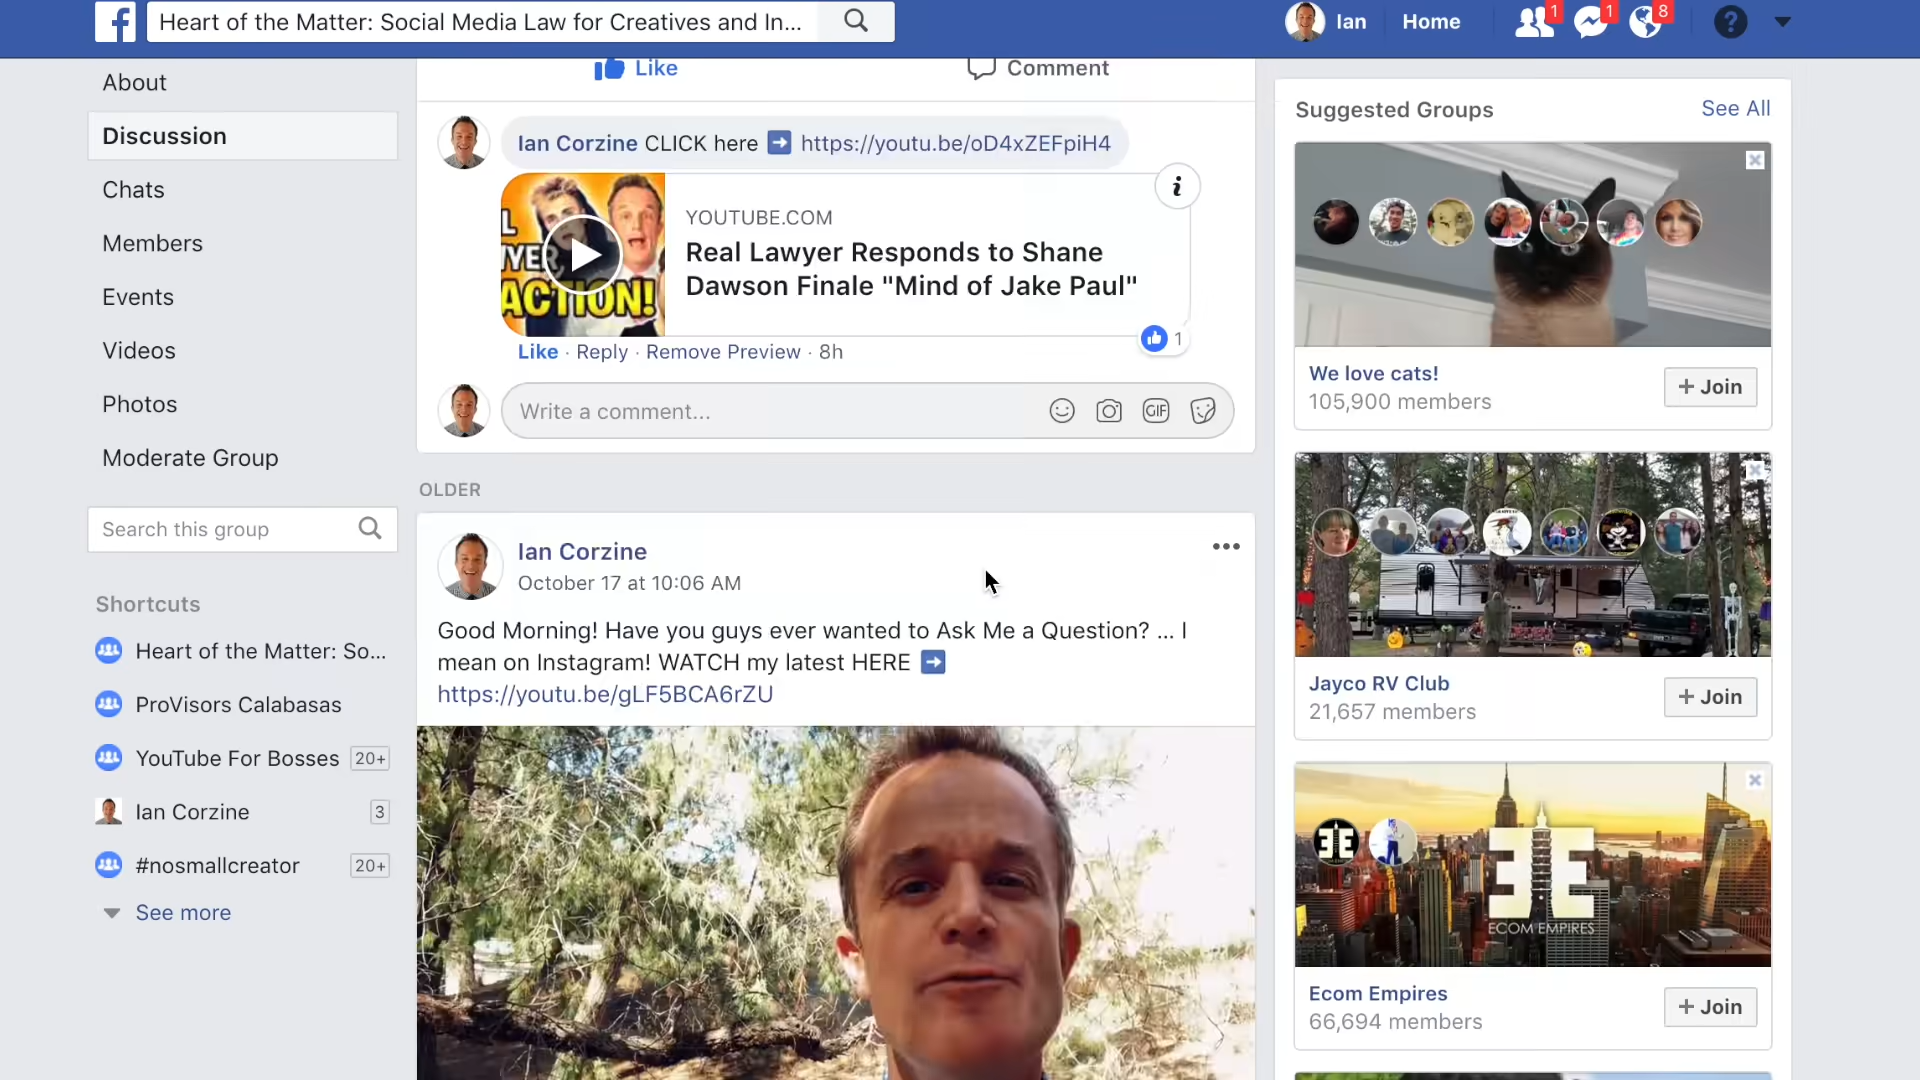 Heart of the Matter: Social Media Law for Creatives and In...
Ian
Home
1
1
8
?
About
Discussion
Chats
Members
Events
Videos
Photos
Moderate Group
Search this group
Shortcuts
Heart of the Matter: So...
ProVisors Calabasas
YouTube For Bosses 20+
Ian Corzine 3
#nosmallcreator 20+
See more
Like
Comment
Ian Corzine CLICK here ➡ https://youtu.be/oD4xZEFpiH4
L
YER
ACTION!
i
YOUTUBE.COM
Real Lawyer Responds to Shane
Dawson Finale "Mind of Jake Paul"
1
Like · Reply · Remove Preview · 8h
Write a comment...
GIF
OLDER
Ian Corzine
October 17 at 10:06 AM
Good Morning! Have you guys ever wanted to Ask Me a Question? ... I
mean on Instagram! WATCH my latest HERE ➡
https://youtu.be/gLF5BCA6rZU
Suggested Groups
See All
We love cats!
105,900 members
+ Join
Jayco RV Club
21,657 members
+ Join
ECOM EMPIRES
Ecom Empires
66,694 members
+ Join